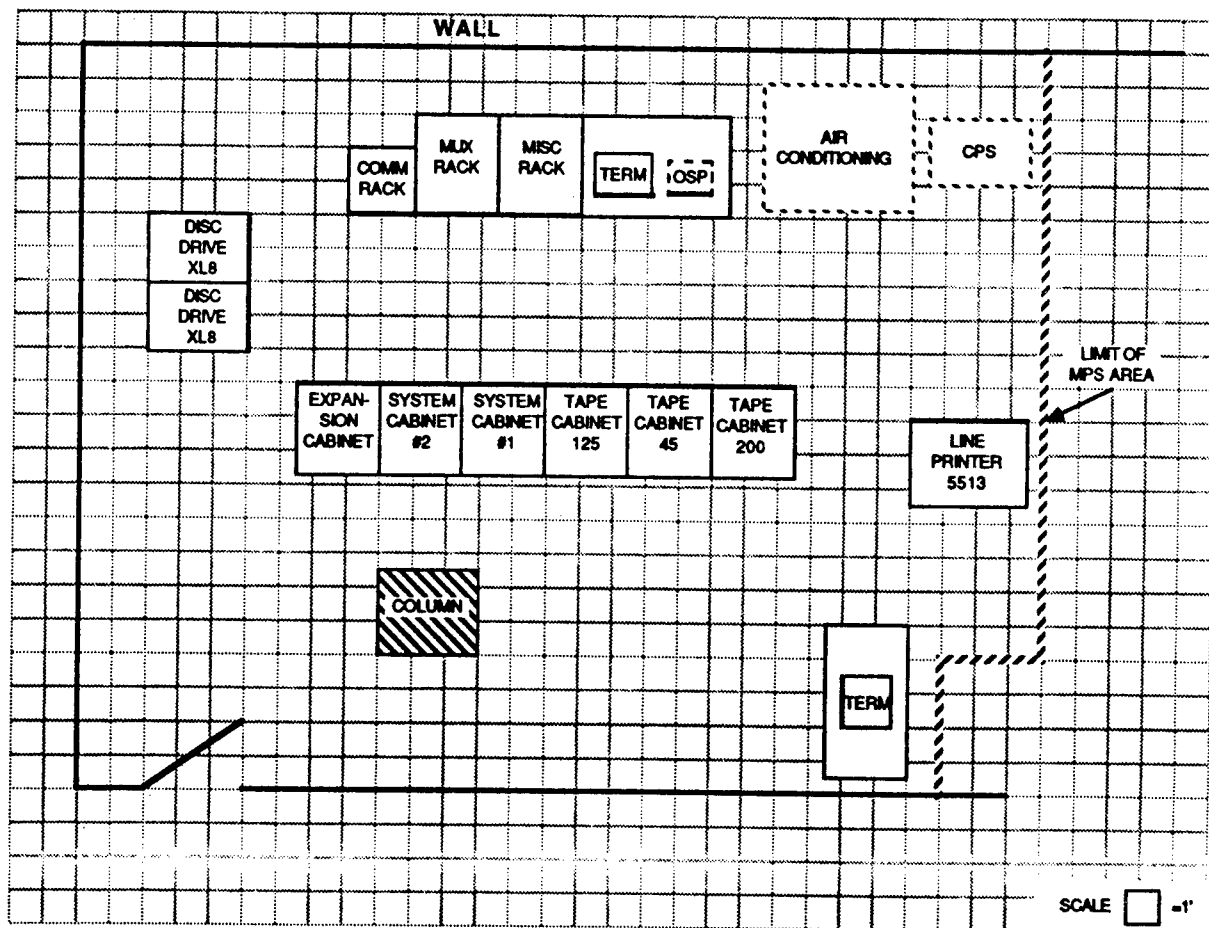 WALL
COMM
RACK
MUX
RACK
MISC
RACK
TERM
OSP
AIR
CONDITIONING
CPS
DISC
DRIVE
XL8
DISC
DRIVE
XL8
LIMIT OF
MPS AREA
EXPAN-
SION
CABINET
SYSTEM
CABINET
#2
SYSTEM
CABINET
#1
TAPE
CABINET
125
TAPE
CABINET
45
TAPE
CABINET
200
LINE
PRINTER
5513
COLUMN
TERM
SCALE =1'